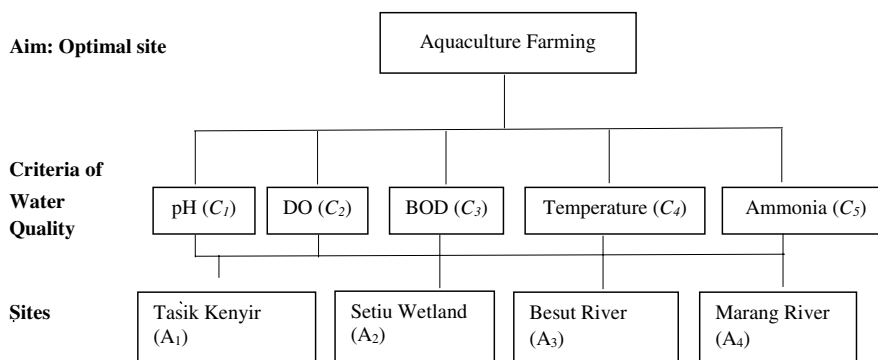 Aim: Optimal site
Aquaculture Farming
Criteria of
Water
Quality
pH (C₁)
DO (C₂)
BOD (C₃)
Temperature (C₄)
Ammonia (C₅)
Sites
Tasik Kenyir
(A₁)
Setiu Wetland
(A₂)
Besut River
(A₃)
Marang River
(A₄)